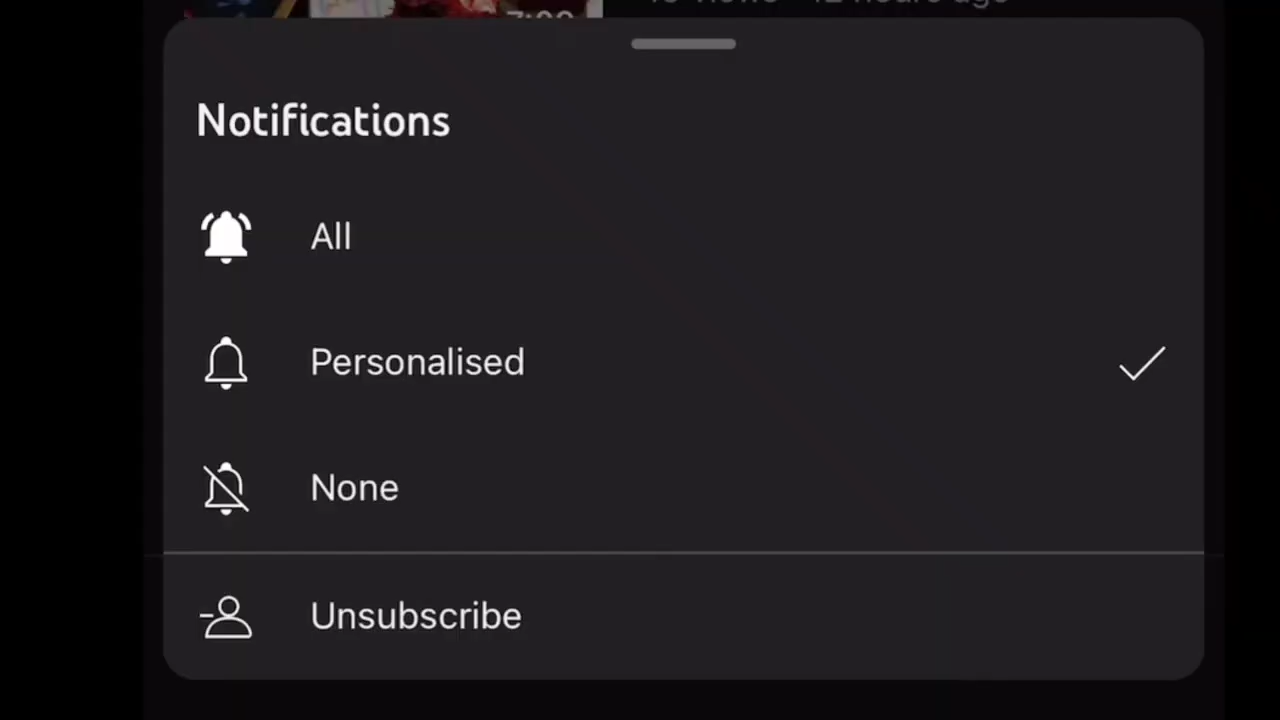 Notifications
All
Personalised
None
Unsubscribe